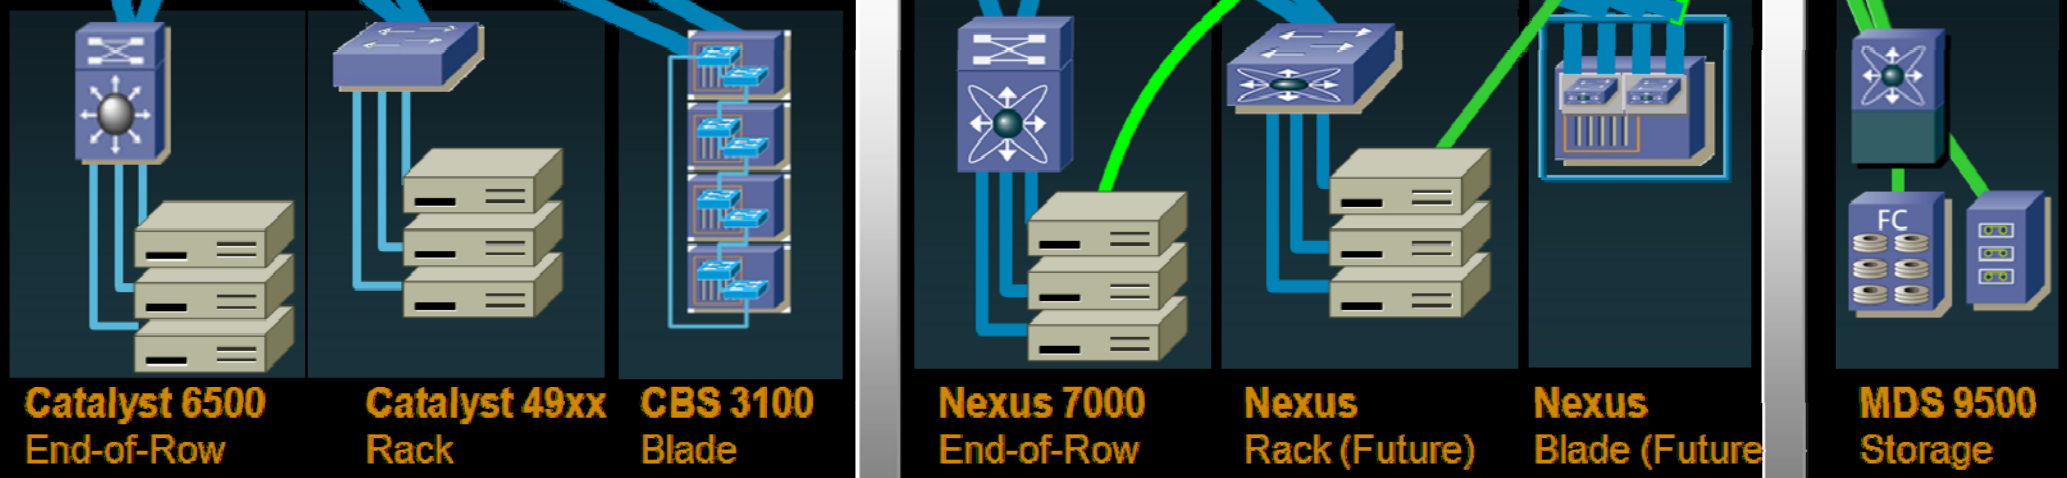 FC
Catalyst 6500
End-of-Row
Catalyst 49xx
Rack
CBS 3100
Blade
Nexus 7000
End-of-Row
Nexus
Rack (Future)
Nexus
Blade (Future
MDS 9500
Storage